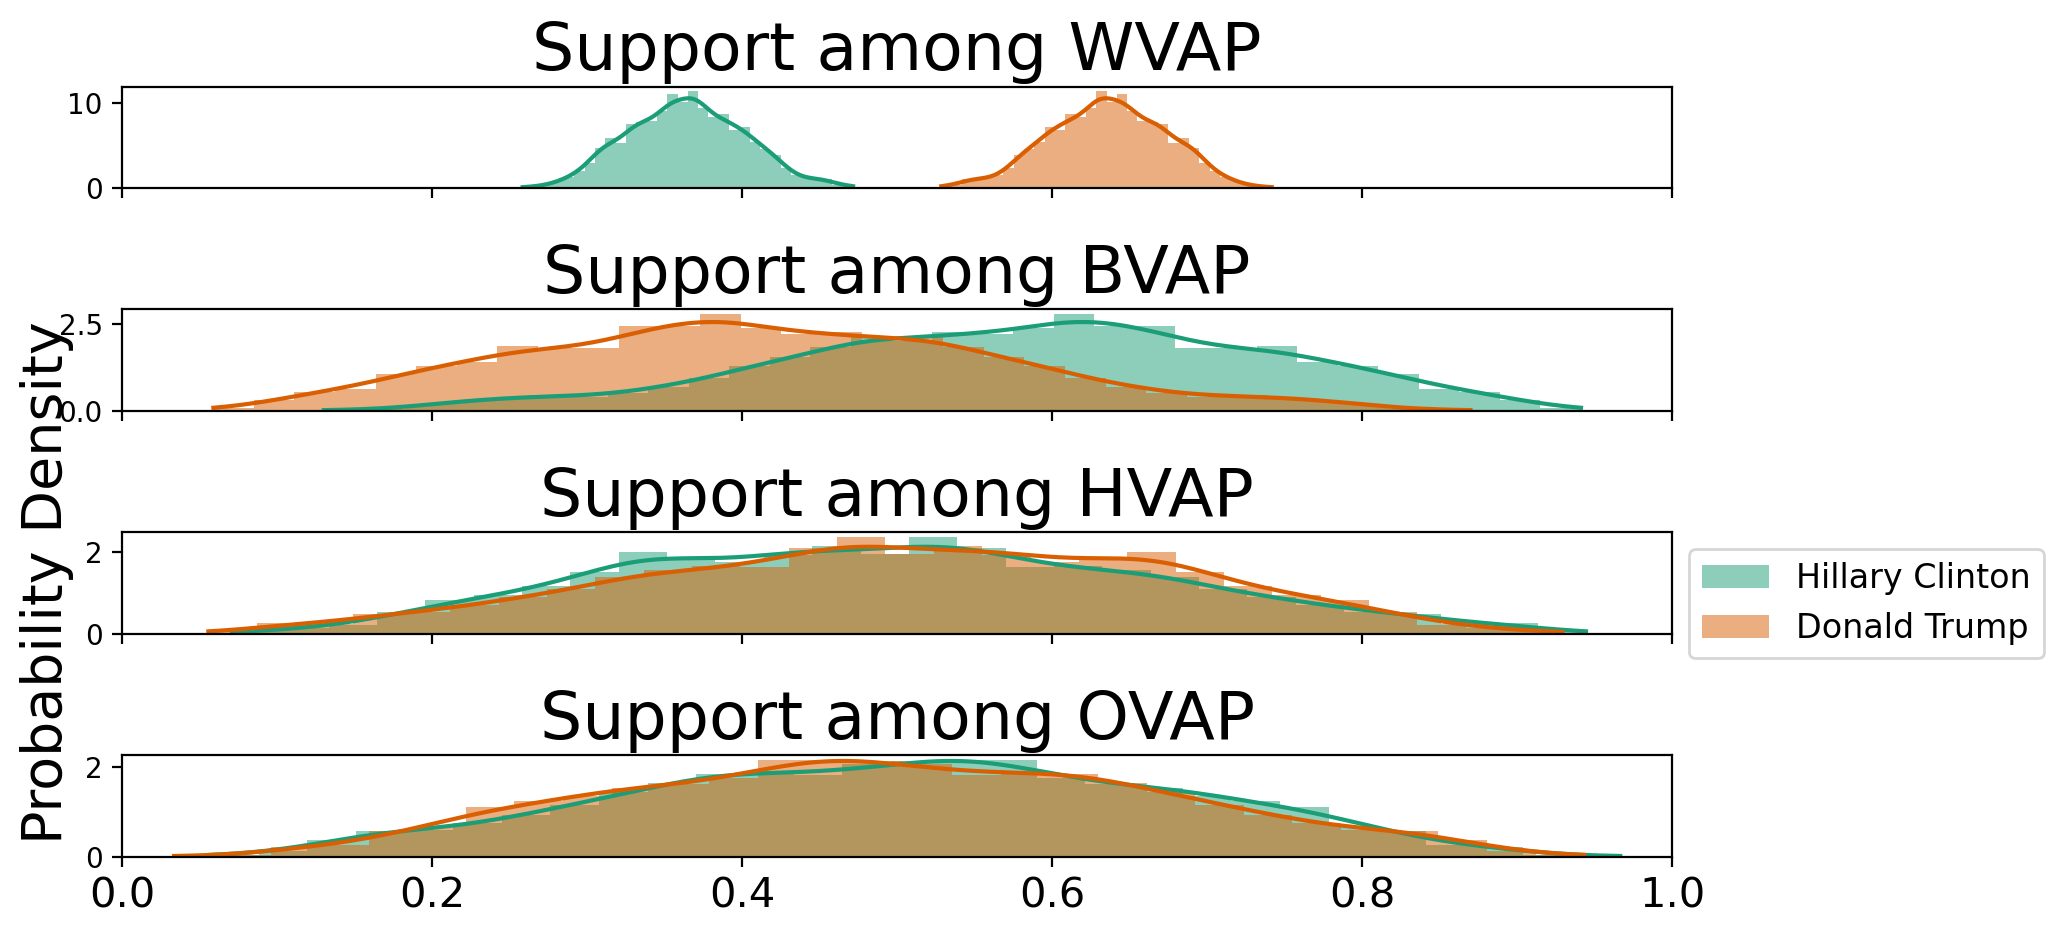 Support among WVAP
10
0
Support among BVAP
2.5
0.0
Support among HVAP
2
0
Support among OVAP
2
0
0.0 0.2 0.4 0.6 0.8 1.0
Probability Density
Hillary Clinton
Donald Trump